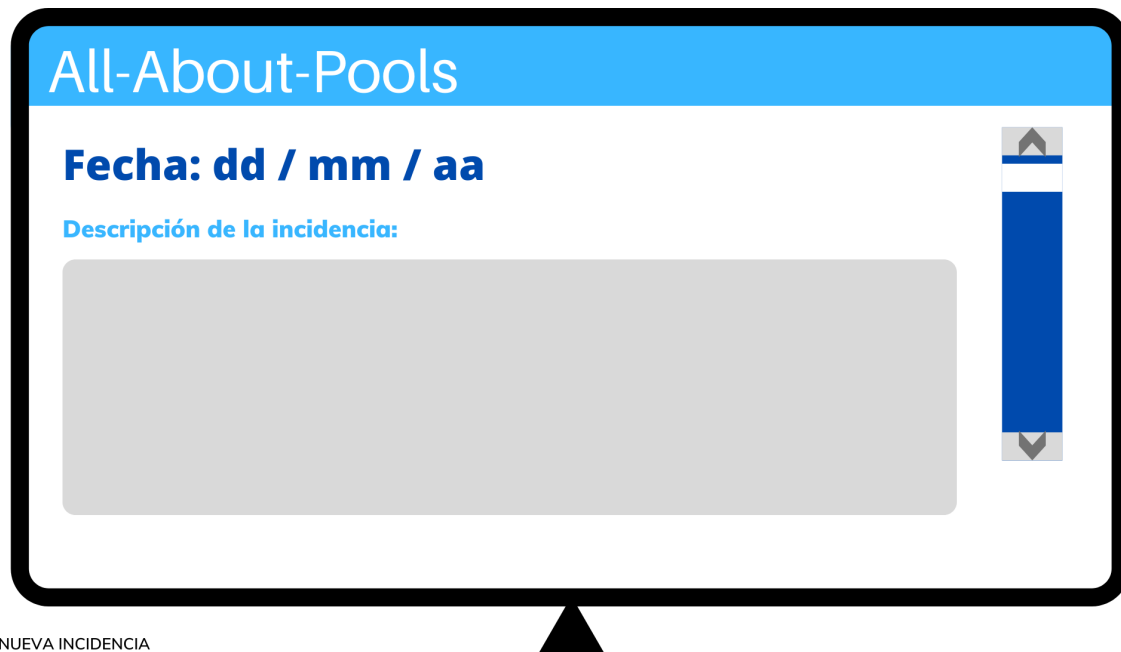 All-About-Pools
Fecha: dd / mm / aa
Descripción de la incidencia:
NUEVA INCIDENCIA